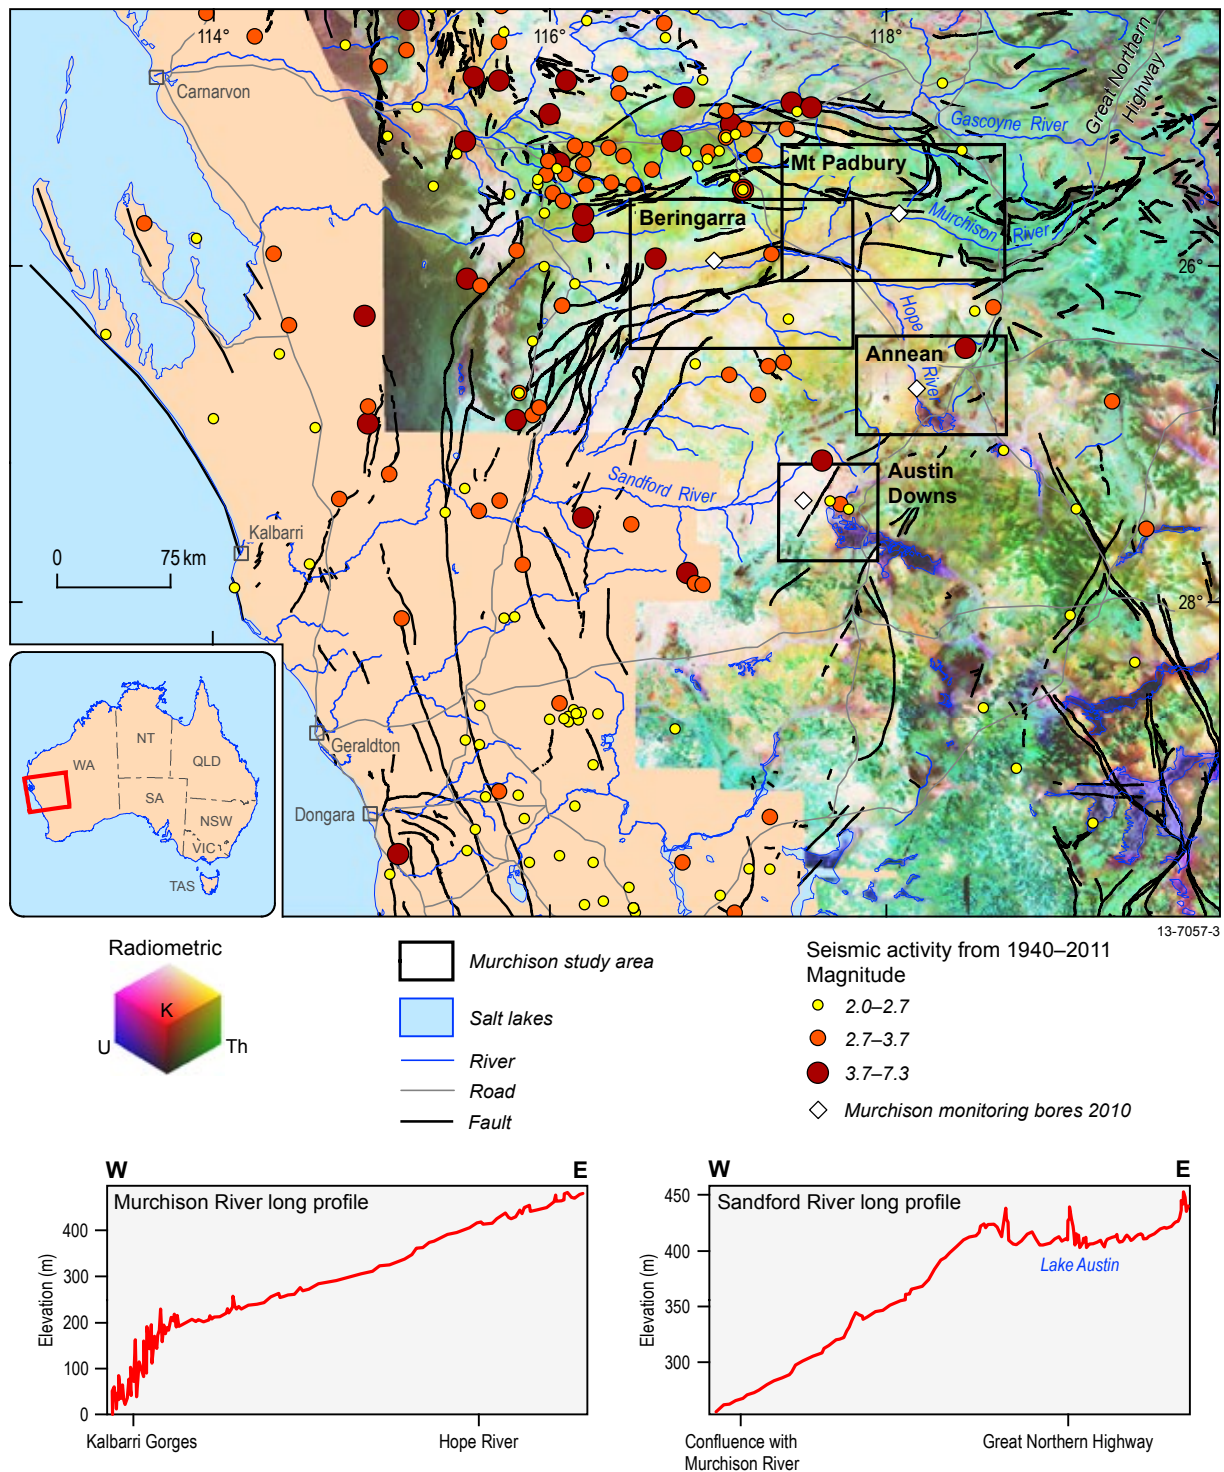 114°
116°
118°
Great Northern
Highway
Carnarvon
Gascoyne River
Mt Padbury
Beringarra
Murchison River
26°
Hope River
Annean
Sandford River
Austin
Downs
Kalbarri
0 75 km
28°
NT
WA
QLD
SA
NSW
VIC
TAS
Geraldton
Dongara
13-7057-3
Radiometric
K
U
Th
Murchison study area
Salt lakes
River
Road
Fault
Seismic activity from 1940–2011
Magnitude
2.0–2.7
2.7–3.7
3.7–7.3
Murchison monitoring bores 2010
W E
Murchison River long profile
Elevation (m)
400
300
200
100
0
Kalbarri Gorges
Hope River
W E
Sandford River long profile
Elevation (m)
450
400
350
300
Lake Austin
Confluence with
Murchison River
Great Northern Highway